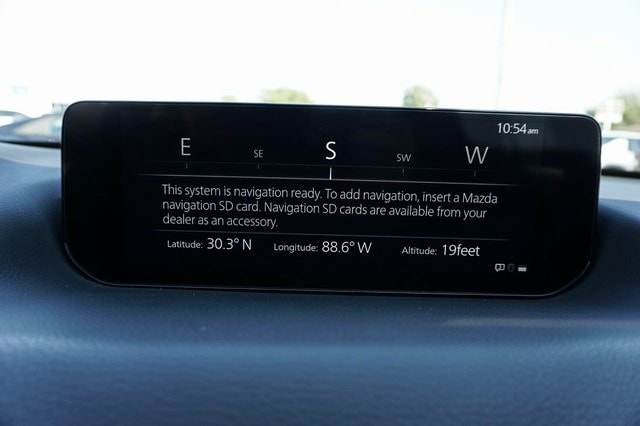 10:54am
E SE S SW W
This system is navigation ready. To add navigation, insert a Mazda
navigation SD card. Navigation SD cards are available from your
dealer as an accessory.
Latitude: 30.3° N Longitude: 88.6° W Altitude: 19feet